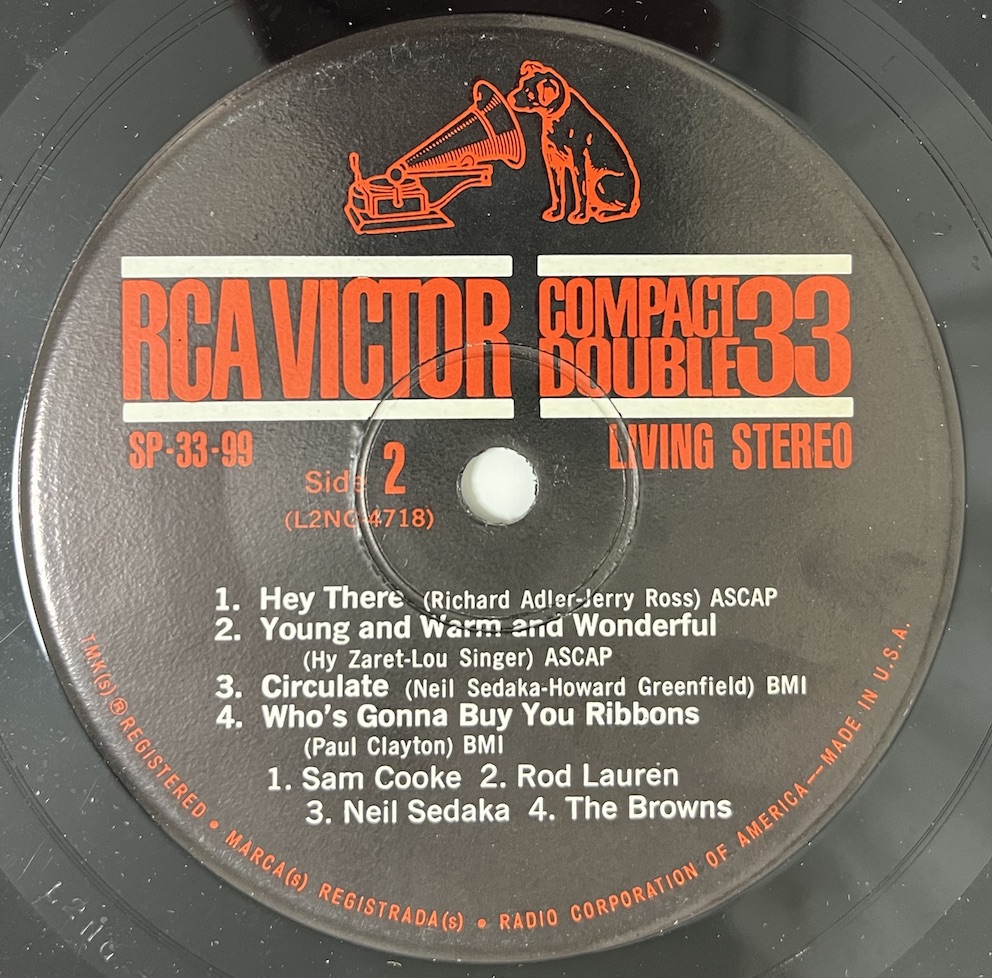 RCA VICTOR COMPACT DOUBLE 33
SP-33-99
LIVING STEREO
Side 2
(L2NC-4718)
1. Hey There (Richard Adler-Jerry Ross) ASCAP
2. Young and Warm and Wonderful
(Hy Zaret-Lou Singer) ASCAP
3. Circulate (Neil Sedaka-Howard Greenfield) BMI
4. Who's Gonna Buy You Ribbons
(Paul Clayton) BMI
1. Sam Cooke 2. Rod Lauren
3. Neil Sedaka 4. The Browns
TMK(s) ® REGISTERED • MARCA(s) REGISTRADA(s) • RADIO CORPORATION OF AMERICA—MADE IN U.S.A.